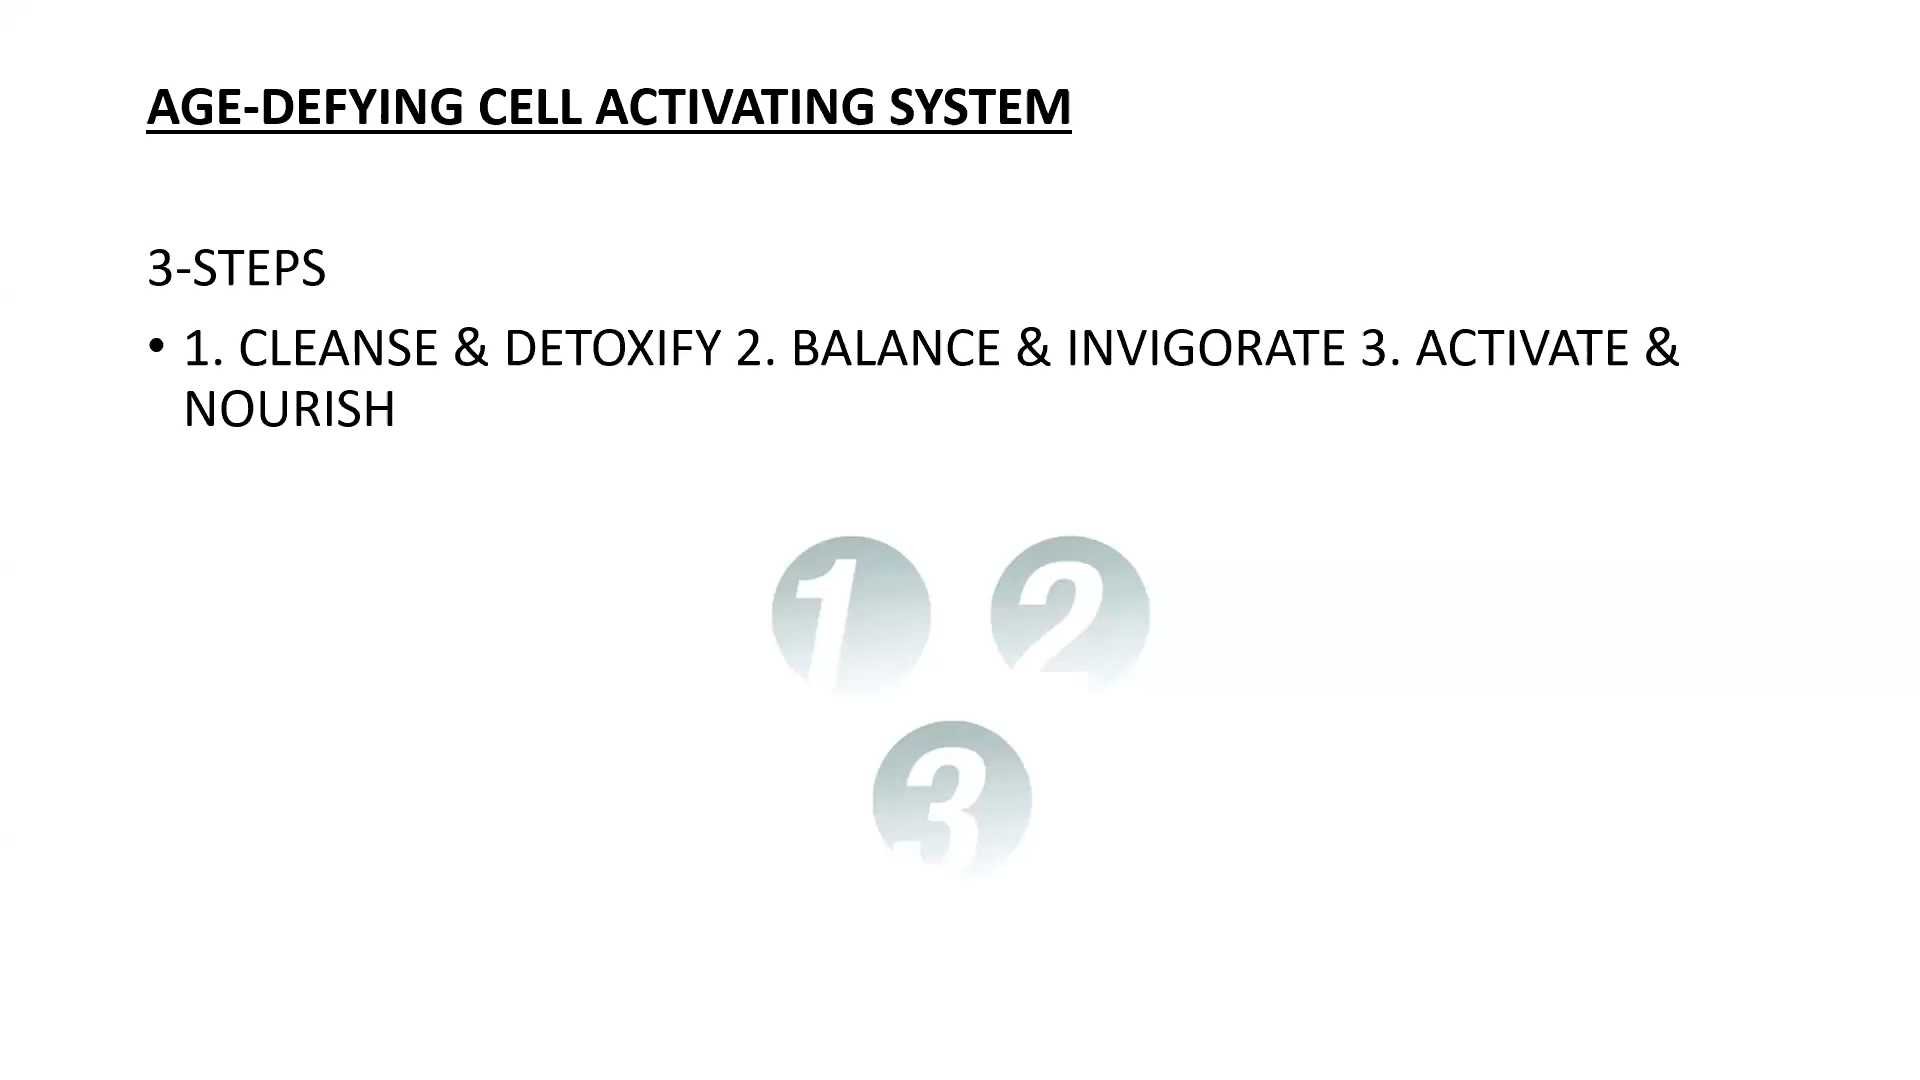 AGE-DEFYING CELL ACTIVATING SYSTEM
3-STEPS
• 1. CLEANSE & DETOXIFY 2. BALANCE & INVIGORATE 3. ACTIVATE &
NOURISH
1 2
3